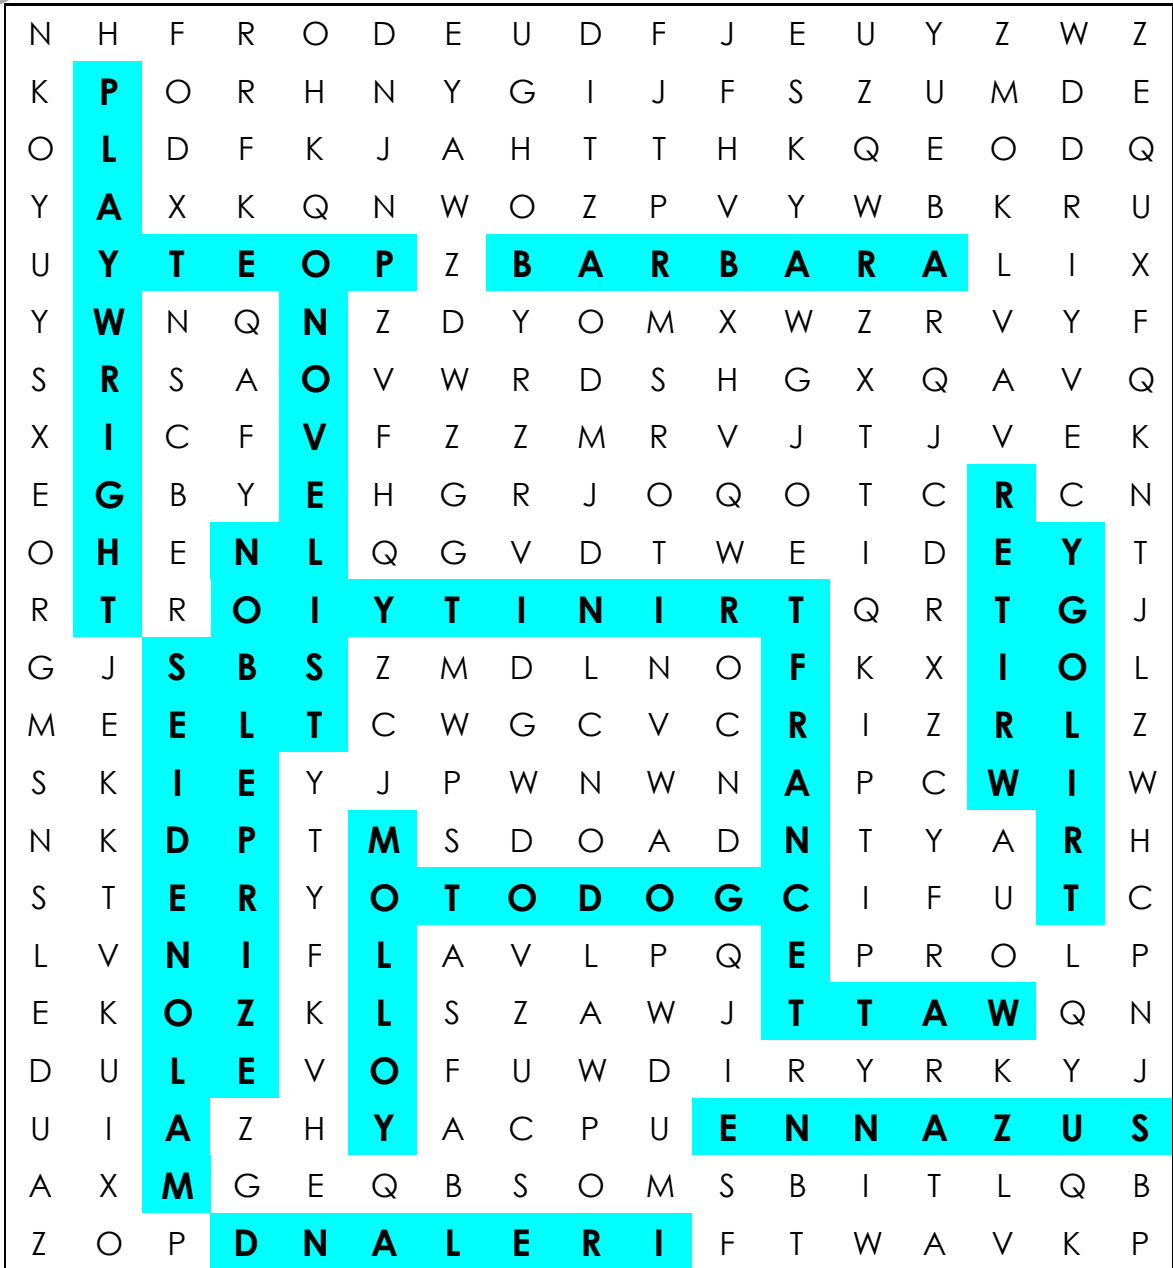 N H F R O D E U D F J E U Y Z W Z
K P O R H N Y G I J F S Z U M D E
O L D F K J A H T T H K Q E O D Q
Y A X K Q N W O Z P V Y W B K R U
U Y T E O P Z B A R B A R A L I X
Y W N Q N Z D Y O M X W Z R V Y F
S R S A O V W R D S H G X Q A V Q
X I C F V F Z Z M R V J T J V E K
E G B Y E H G R J O Q O T C R C N
O H E N L Q G V D T W E I D E Y T
R T R O I Y T I N I R T Q R T G J
G J S B S Z M D L N O F K X I O L
M E E L T C W G C V C R I Z R L Z
S K I E Y J P W N W N A P C W I W
N K D P T M S D O A D N T Y A R H
S T E R Y O T O D O G C I F U T C
L V N I F L A V L P Q E P R O L P
E K O Z K L S Z A W J T T A W Q N
D U L E V O F U W D I R Y R K Y J
U I A Z H Y A C P U E N N A Z U S
A X M G E Q B S O M S B I T L Q B
Z O P D N A L E R I F T W A V K P